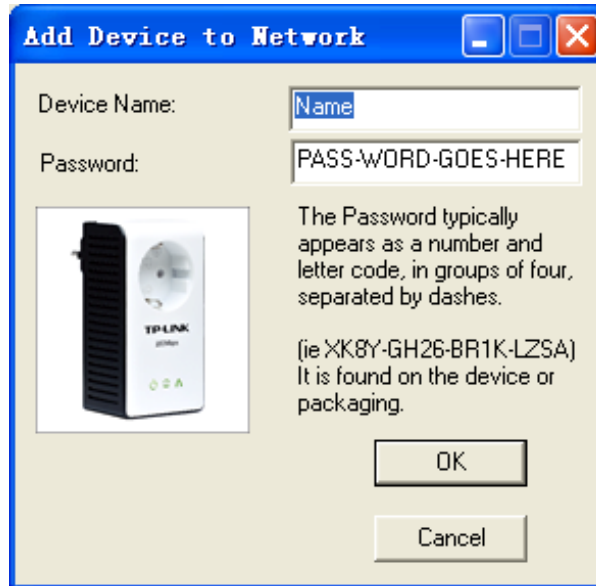 Add Device to Network
Device Name:
Name
Password:
PASS-WORD-GOES-HERE
TP-LINK
The Password typically
appears as a number and
letter code, in groups of four,
separated by dashes.
(ie XK8Y-GH26-BR1K-LZSA)
It is found on the device or
packaging.
OK
Cancel